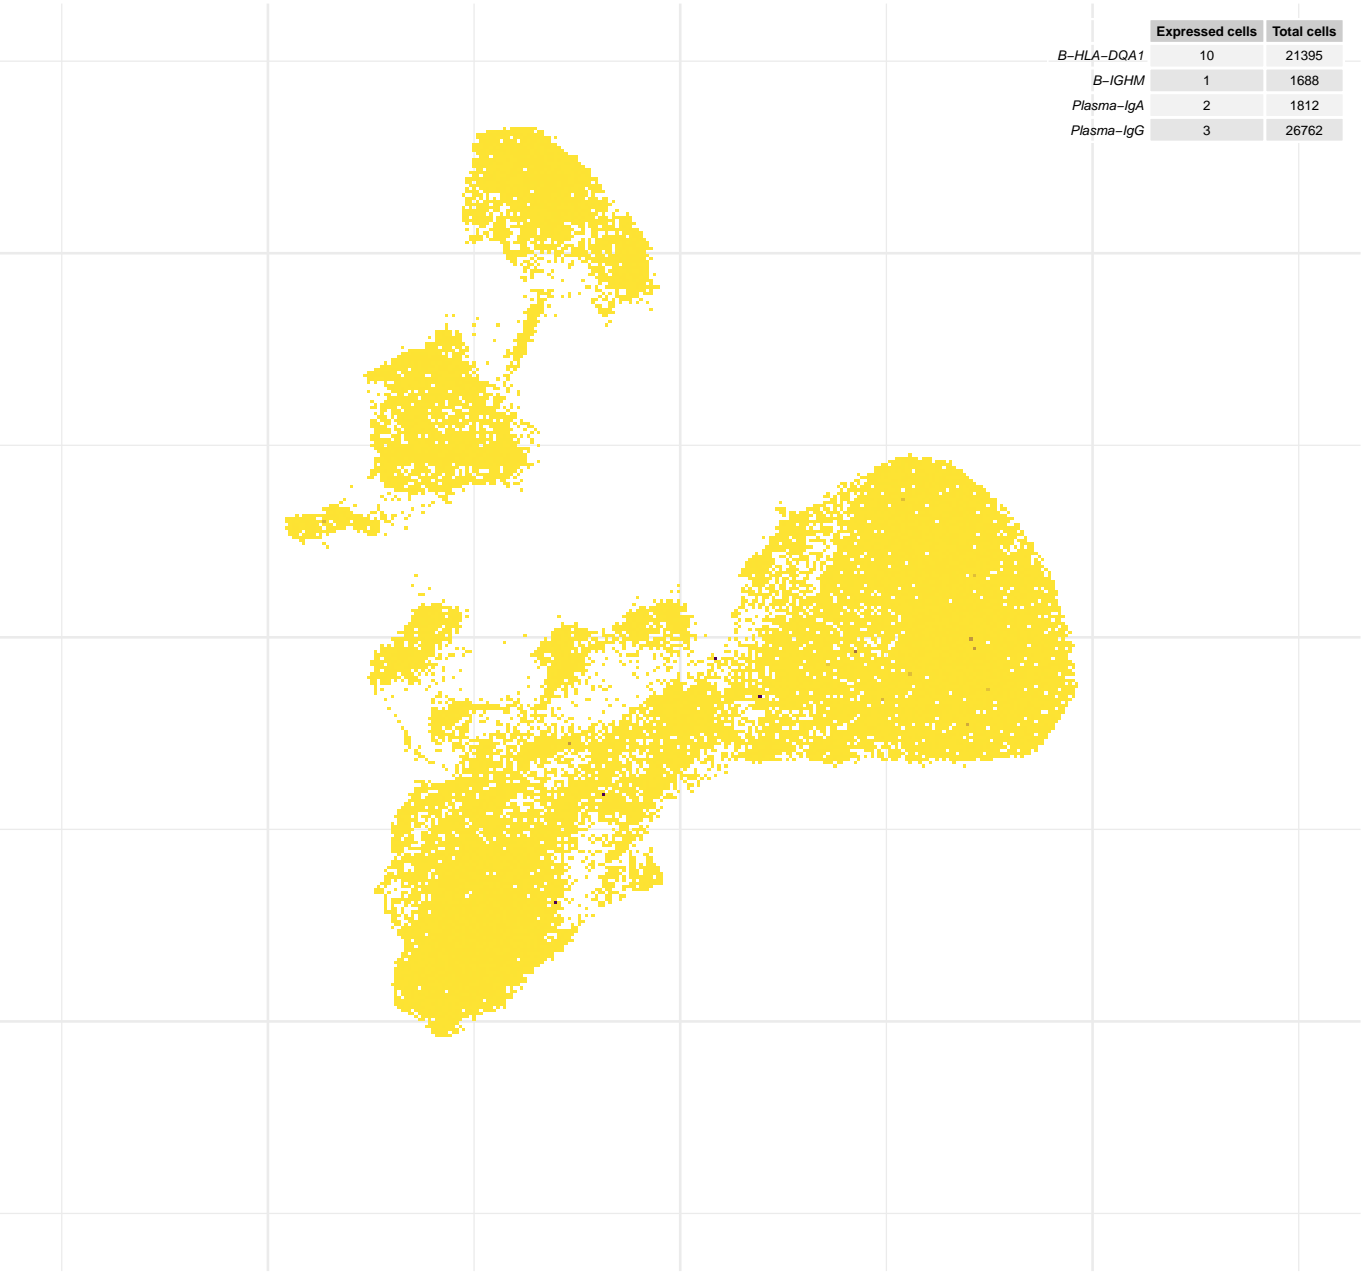 Expressed cells Total cells
B−HLA−DQA1 10 21395
B−IGHM 1 1688
Plasma−IgA 2 1812
Plasma−IgG 3 26762